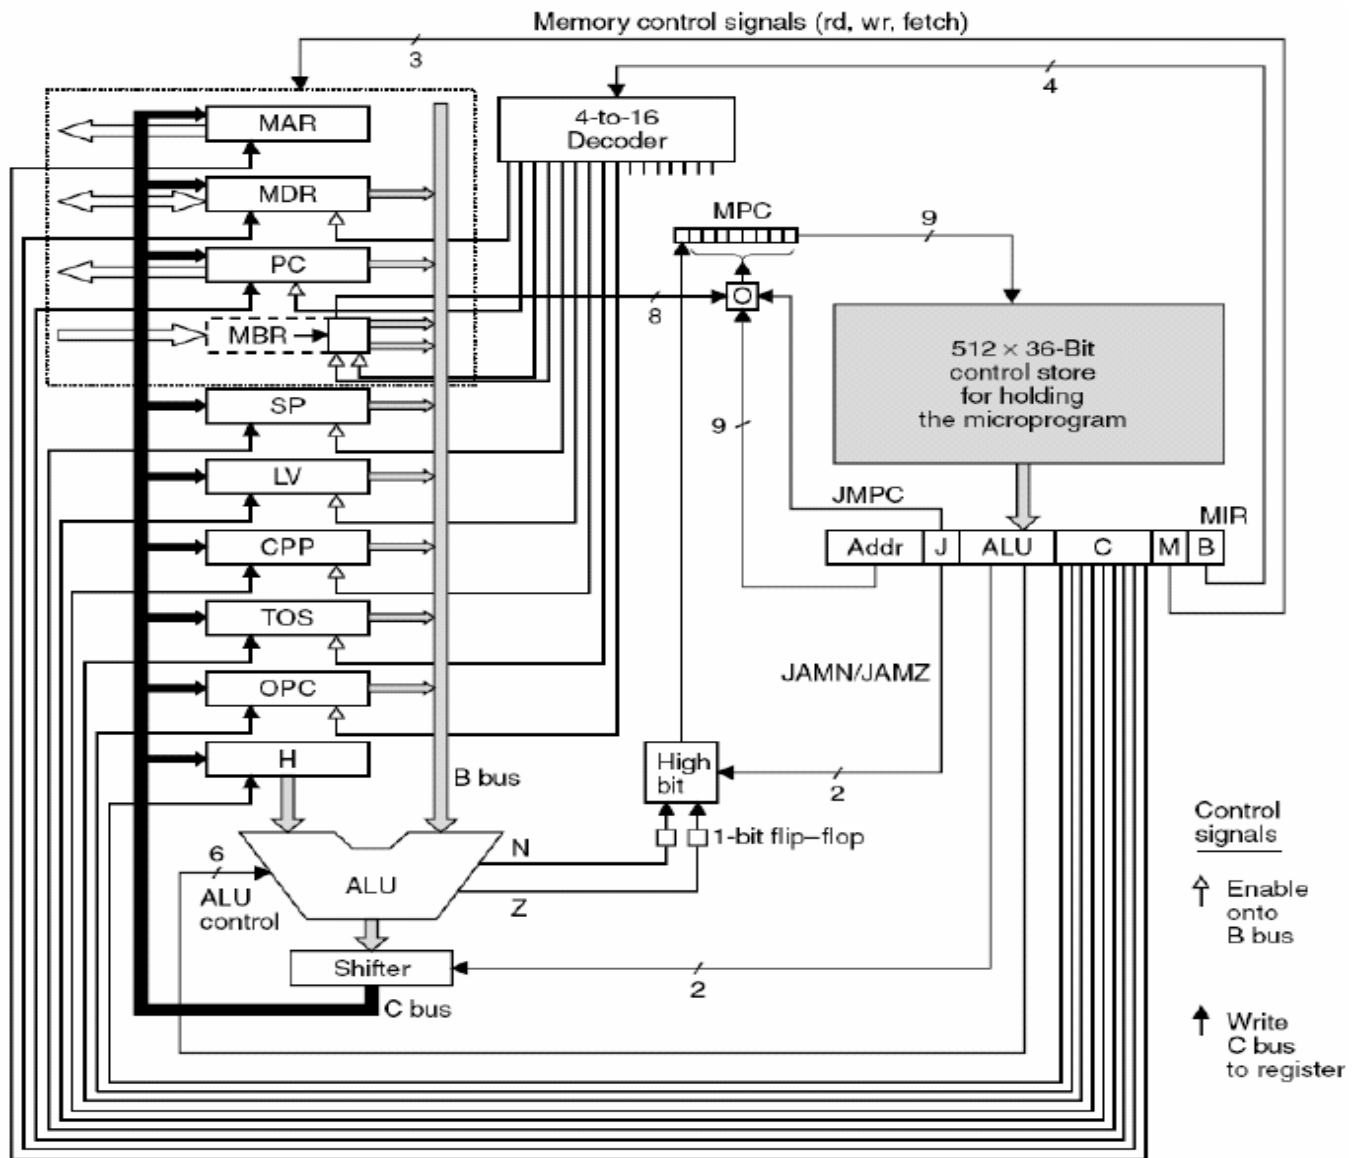 Memory control signals (rd, wr, fetch)
3
4
4-to-16
Decoder
MAR
MDR
MPC
9
PC
O
8
MBR
512 × 36-Bit
control store
for holding
the microprogram
SP
9
LV
JMPC
MIR
Addr J ALU C M B
CPP
TOS
JAMN/JAMZ
OPC
H
High
bit
B bus
2
1-bit flip–flop
Control
signals
N
6
ALU
control
ALU
Z
Enable
onto
B bus
Shifter
2
C bus
Write
C bus
to register